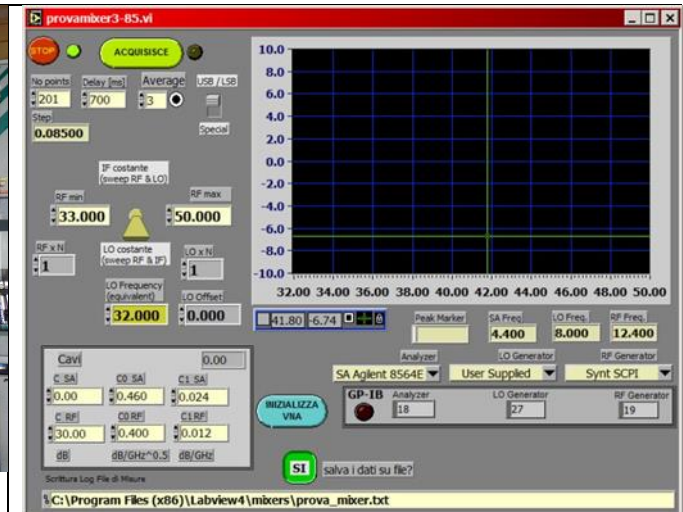 provamixer3-85.vi
STOP
ACQUISISCE
No points
Delay [ms]
Average
USB / LSB
201
700
3
Step
Special
0.08500
IF costante
(sweep RF & LO)
RF min
RF max
33.000
50.000
RF x N
LO costante
(sweep RF & IF)
LO x N
1
1
LO Frequency
(equivalent)
LO Offset
32.000
0.000
10.0
8.0
6.0
4.0
2.0
0.0
-2.0
-4.0
-6.0
-8.0
-10.0
32.00 34.00 36.00 38.00 40.00 42.00 44.00 46.00 48.00 50.00
41.80 -6.74
Peak Marker
SA Freq.
LO Freq.
RF Freq.
4.400
8.000
12.400
Analyzer
LO Generator
RF Generator
SA Agilent 8564E
User Supplied
Synt SCPI
GP-IB
Analyzer
LO Generator
RF Generator
18
27
19
INIZIALIZZA
VNA
Cavi
0.00
C SA
C0 SA
C1 SA
0.00
0.460
0.024
C RF
C0 RF
C1 RF
30.00
0.400
0.012
dB
dB/GHz^0.5
dB/GHz
SI
salva i dati su file?
Scrittura Log File di Misure
C:\Program Files (x86)\Labview4\mixers\prova_mixer.txt